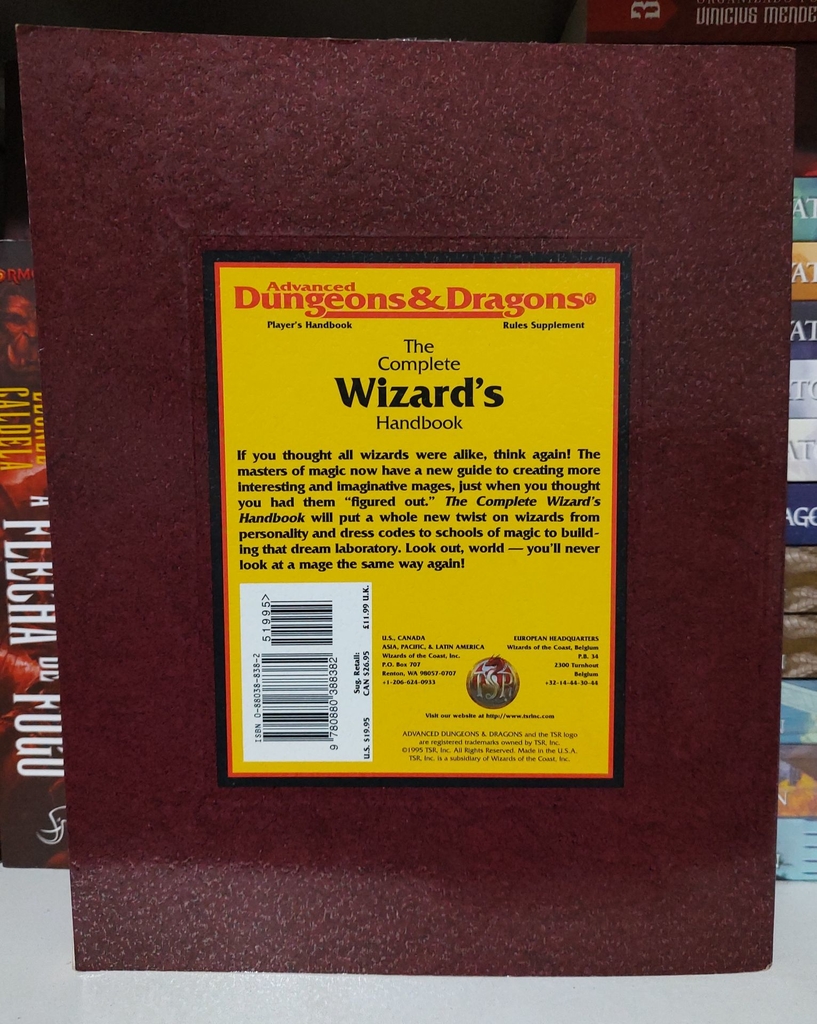 VINICIUS MENDE
Advanced
Dungeons & Dragons®
Player's Handbook
Rules Supplement
The
Complete
Wizard's
Handbook
If you thought all wizards were alike, think again! The
masters of magic now have a new guide to creating more
interesting and imaginative mages, just when you thought
you had them "figured out." The Complete Wizard's
Handbook will put a whole new twist on wizards from
personality and dress codes to schools of magic to build-
ing that dream laboratory. Look out, world — you'll never
look at a mage the same way again!
51995>
£11.99 U.K.
Sug. Retail:
CAN $26.95
U.S. $19.95
ISBN 0-88038-838-2
9 780880 388382
U.S., CANADA
ASIA, PACIFIC, & LATIN AMERICA
Wizards of the Coast, Inc.
P.O. Box 707
Renton, WA 98057-0707
+1-206-624-0933
TSR
EUROPEAN HEADQUARTERS
Wizards of the Coast, Belgium
P.B. 34
2300 Turnhout
Belgium
+32-14-44-30-44
Visit our website at http://www.tsrinc.com
ADVANCED DUNGEONS & DRAGONS and the TSR logo
are registered trademarks owned by TSR, Inc.
©1995 TSR, Inc. All Rights Reserved. Made in the U.S.A.
TSR, Inc. is a subsidiary of Wizards of the Coast, Inc.
CALDELA
A FLECHA DE FOGO